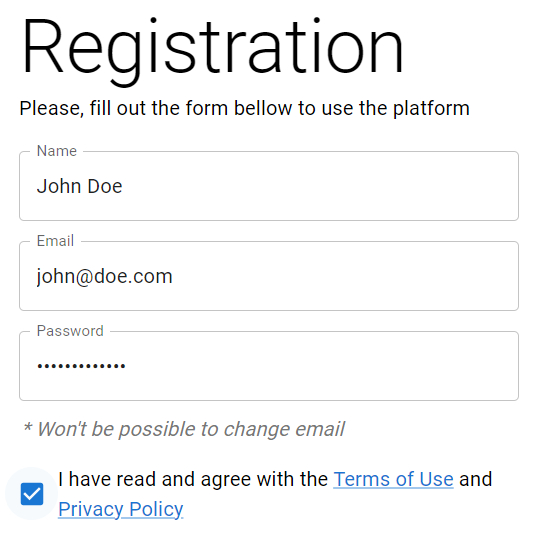 Registration
Please, fill out the form bellow to use the platform
Name
John Doe
Email
john@doe.com
Password
•••••••••••••
* Won't be possible to change email
I have read and agree with the Terms of Use and
Privacy Policy